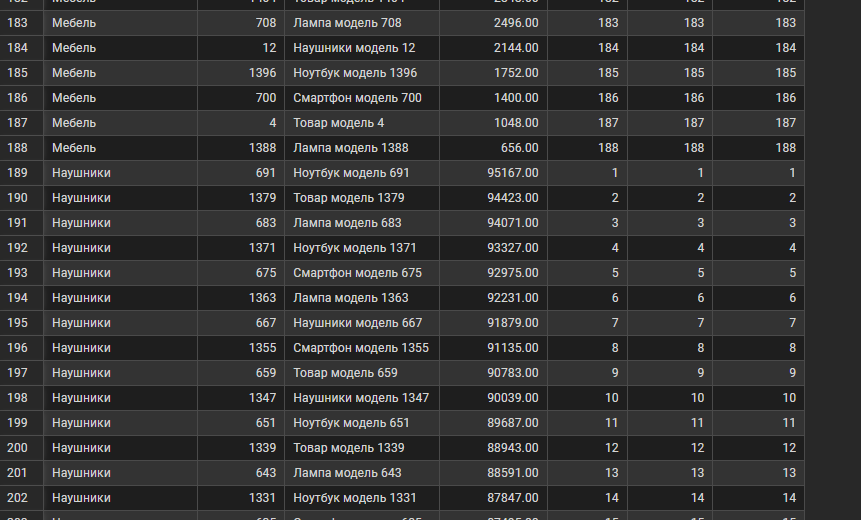 183 Мебель 708 Лампа модель 708 2496.00 183 183 183
184 Мебель 12 Наушники модель 12 2144.00 184 184 184
185 Мебель 1396 Ноутбук модель 1396 1752.00 185 185 185
186 Мебель 700 Смартфон модель 700 1400.00 186 186 186
187 Мебель 4 Товар модель 4 1048.00 187 187 187
188 Мебель 1388 Лампа модель 1388 656.00 188 188 188
189 Наушники 691 Ноутбук модель 691 95167.00 1 1 1
190 Наушники 1379 Товар модель 1379 94423.00 2 2 2
191 Наушники 683 Лампа модель 683 94071.00 3 3 3
192 Наушники 1371 Ноутбук модель 1371 93327.00 4 4 4
193 Наушники 675 Смартфон модель 675 92975.00 5 5 5
194 Наушники 1363 Лампа модель 1363 92231.00 6 6 6
195 Наушники 667 Наушники модель 667 91879.00 7 7 7
196 Наушники 1355 Смартфон модель 1355 91135.00 8 8 8
197 Наушники 659 Товар модель 659 90783.00 9 9 9
198 Наушники 1347 Наушники модель 1347 90039.00 10 10 10
199 Наушники 651 Ноутбук модель 651 89687.00 11 11 11
200 Наушники 1339 Товар модель 1339 88943.00 12 12 12
201 Наушники 643 Лампа модель 643 88591.00 13 13 13
202 Наушники 1331 Ноутбук модель 1331 87847.00 14 14 14